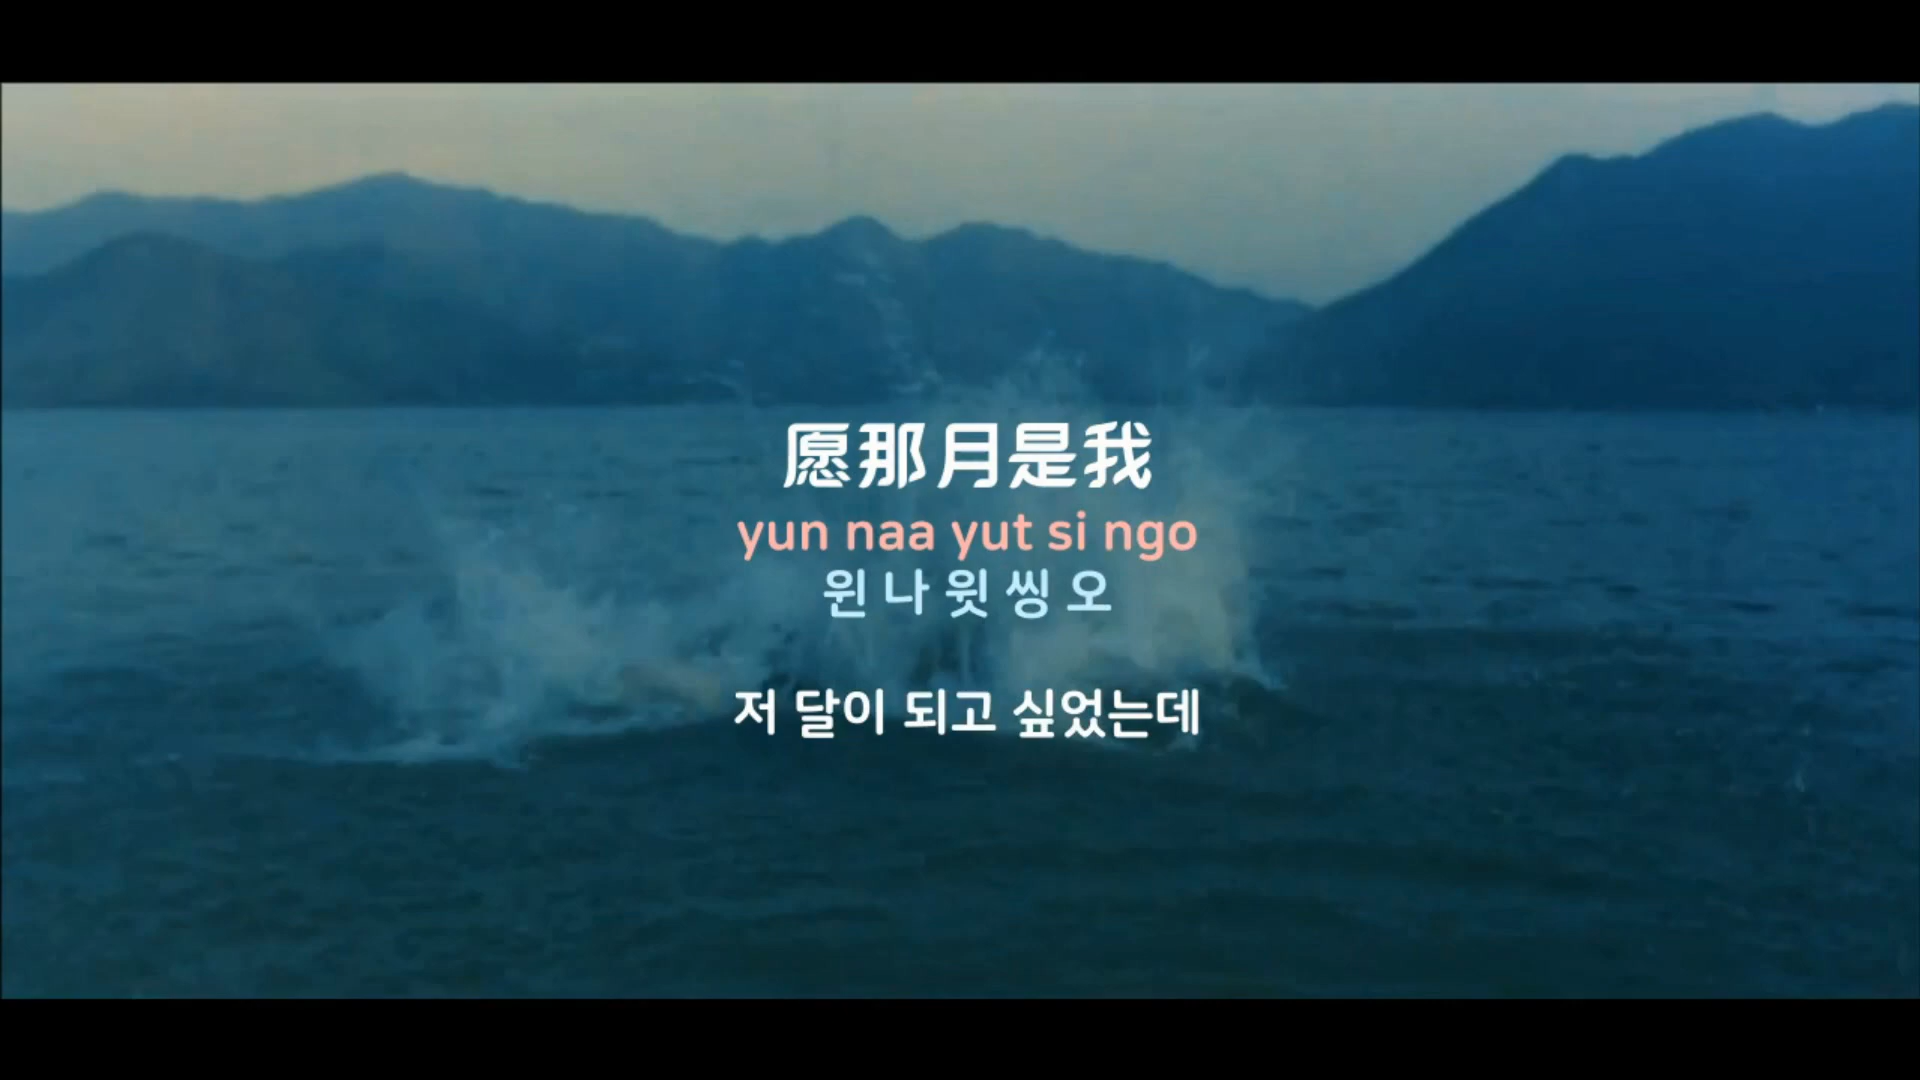 愿那月是我
yun naa yut si ngo
윈 나 윗 씽 오
저 달이 되고 싶었는데